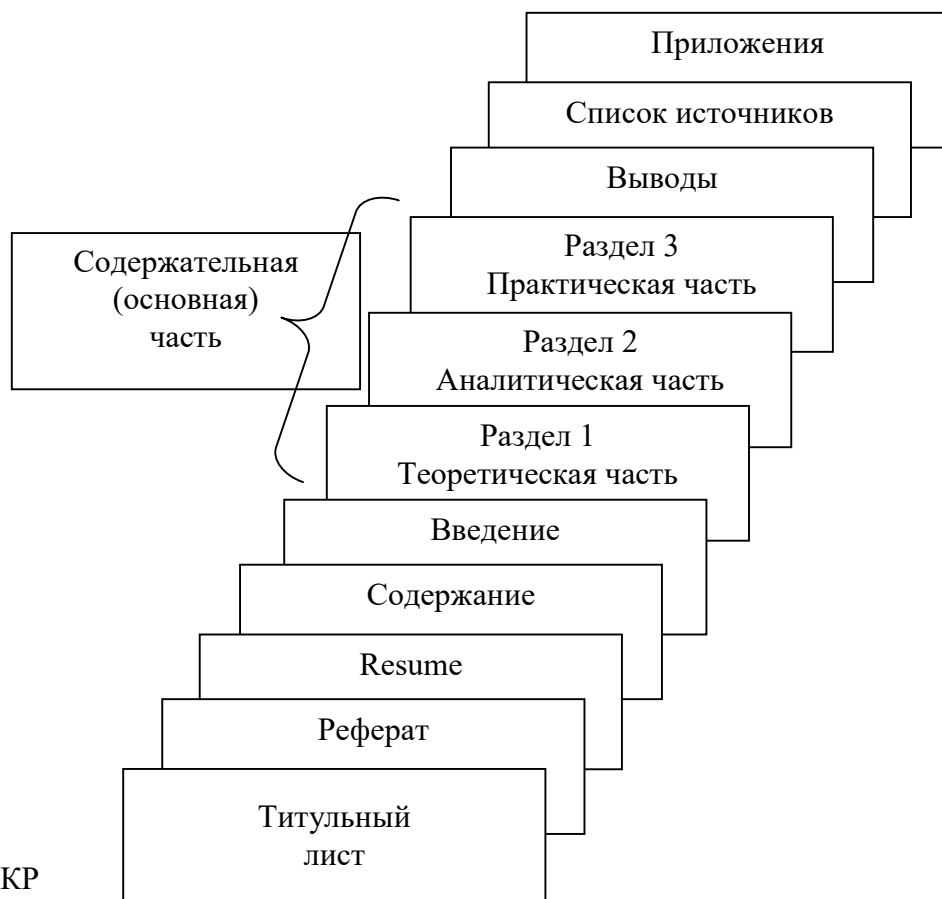 Приложения
Список источников
Выводы
Раздел 3
Практическая часть
Содержательная
(основная)
часть
Раздел 2
Аналитическая часть
Раздел 1
Теоретическая часть
Введение
Содержание
Resume
Реферат
Титульный
лист
КР